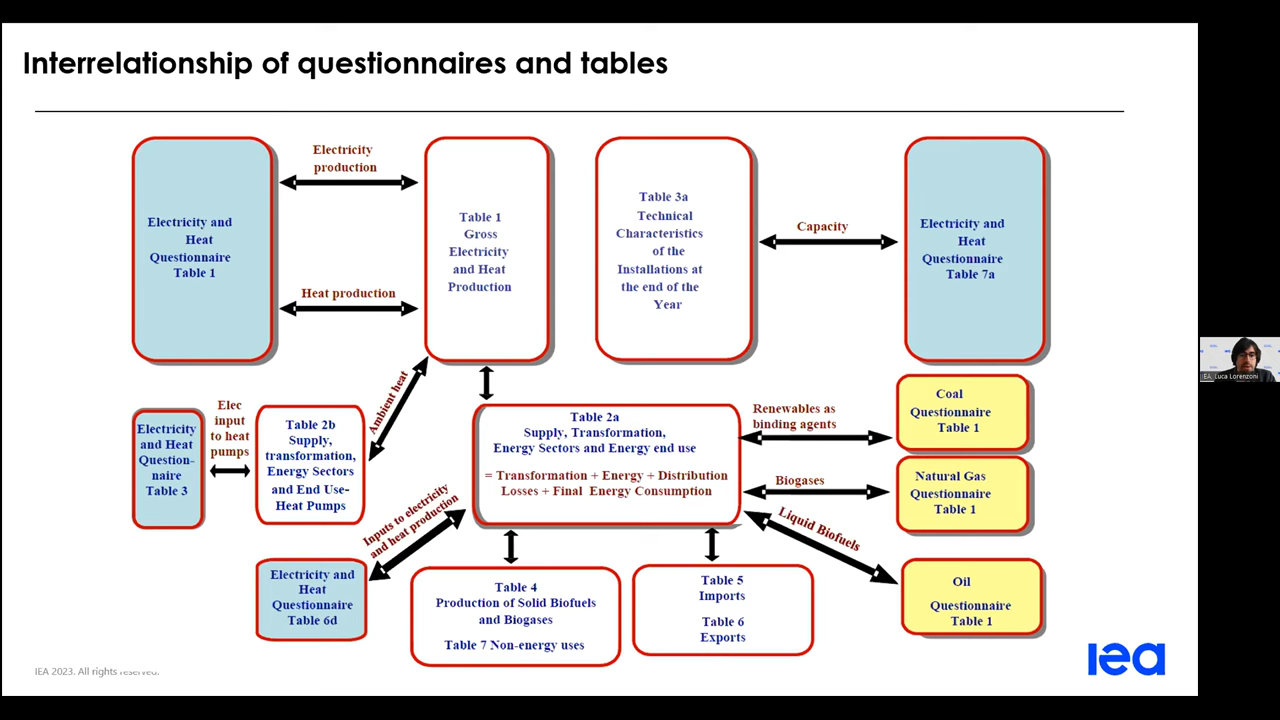 Interrelationship of questionnaires and tables
Electricity
production
Electricity and
Heat
Questionnaire
Table 1
Heat production
Table 1
Gross
Electricity
and Heat
Production
Table 3a
Technical
Characteristics
of the
Installations at
the end of the
Year
Capacity
Electricity and
Heat
Questionnaire
Table 7a
Electricity
and Heat
Question-
naire
Table 3
Elec
input
to heat
pumps
Table 2b
Supply,
transformation,
Energy Sectors
and End Use-
Heat Pumps
Ambient heat
Table 2a
Supply, Transformation,
Energy Sectors and Energy end use
= Transformation + Energy + Distribution
Losses + Final Energy Consumption
Renewables as
binding agents
Coal
Questionnaire
Table 1
Biogases
Natural Gas
Questionnaire
Table 1
Liquid Biofuels
Oil
Questionnaire
Table 1
Inputs to electricity
and heat production
Electricity and
Heat
Questionnaire
Table 6d
Table 4
Production of Solid Biofuels
and Biogases
Table 7 Non-energy uses
Table 5
Imports
Table 6
Exports
IEA 2023. All rights reserved.
iea
IEA, Luca Lorenzoni